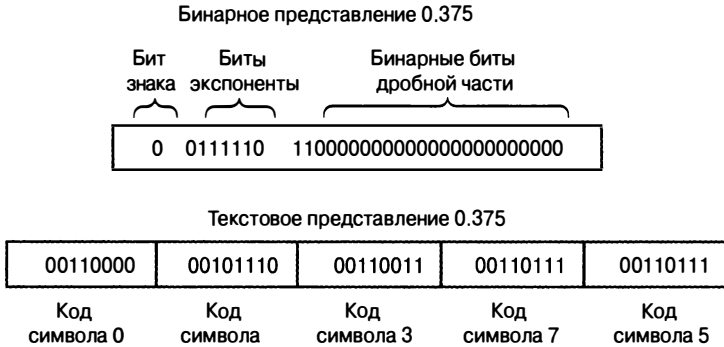 Бинарное представление 0.375
Бит знака
Биты экспоненты
Бинарные биты дробной части
0 0111110 110000000000000000000000
Текстовое представление 0.375
00110000 00101110 00110011 00110111 00110111
Код символа 0
Код символа
Код символа 3
Код символа 7
Код символа 5